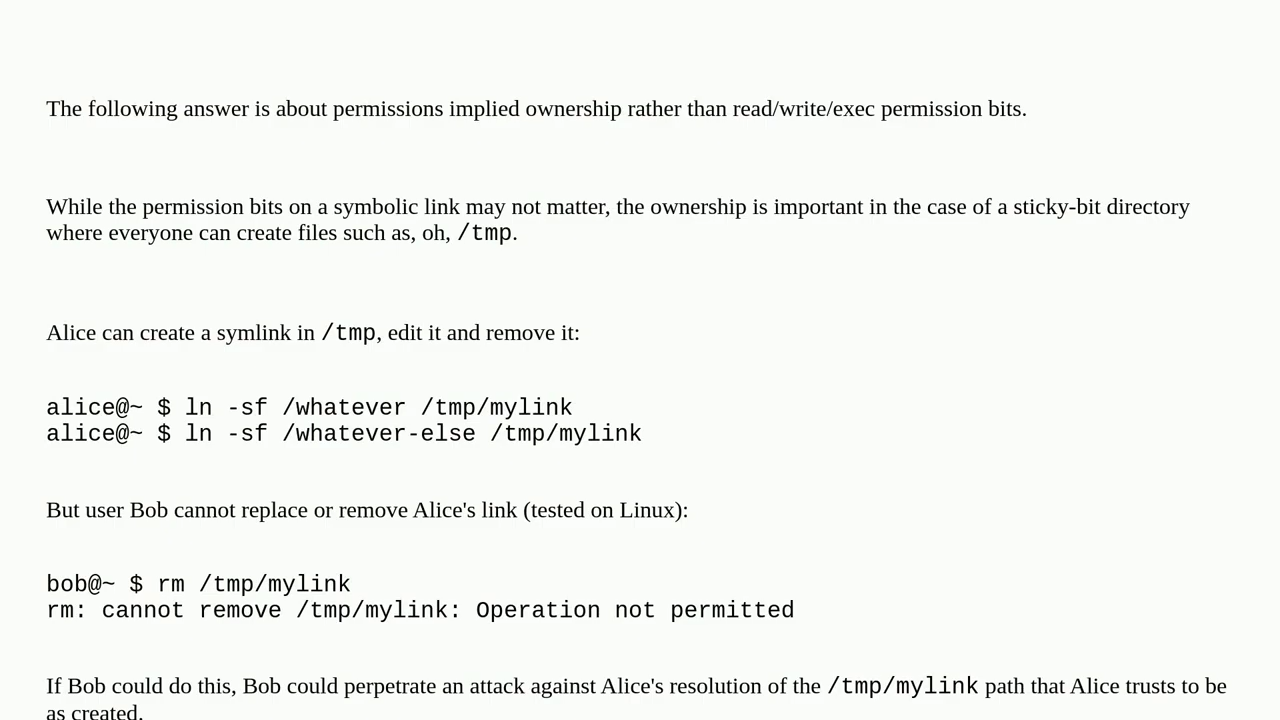 The following answer is about permissions implied ownership rather than read/write/exec permission bits.
While the permission bits on a symbolic link may not matter, the ownership is important in the case of a sticky-bit directory
where everyone can create files such as, oh, /tmp.
Alice can create a symlink in /tmp, edit it and remove it:
alice@~ $ ln -sf /whatever /tmp/mylink
alice@~ $ ln -sf /whatever-else /tmp/mylink
But user Bob cannot replace or remove Alice's link (tested on Linux):
bob@~ $ rm /tmp/mylink
rm: cannot remove /tmp/mylink: Operation not permitted
If Bob could do this, Bob could perpetrate an attack against Alice's resolution of the /tmp/mylink path that Alice trusts to be
as created.